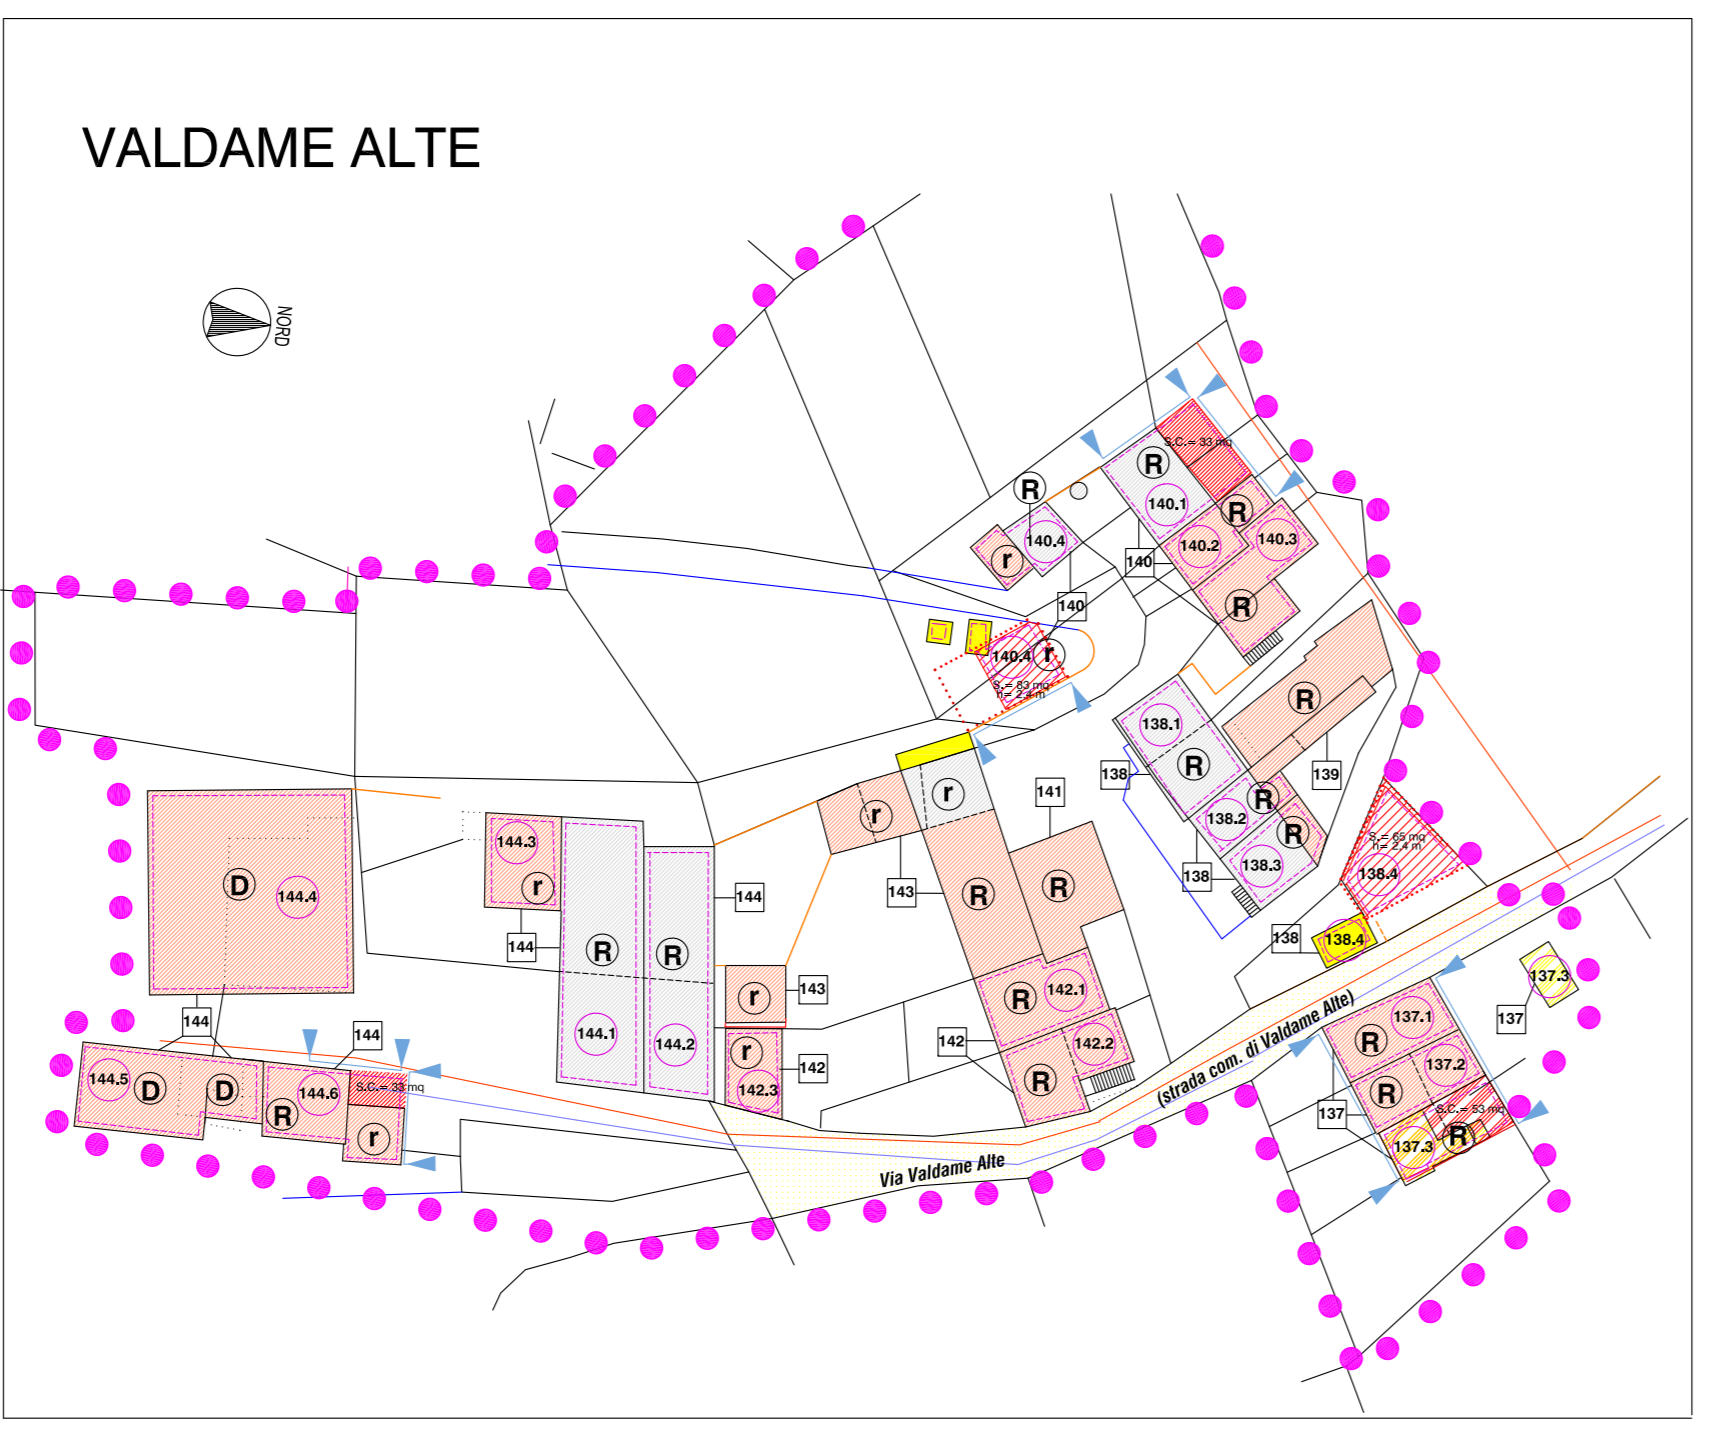 VALDAME ALTE
NORD
S.C.= 33 mq
R
140.1
R
140.2
140.3
R
140
R
140.4
r
140
140.4
r
S.= 83 mq
h= 2.4 m
138.1
R
138
138.2
R
R
138.3
138
R
139
S.= 65 mq
h= 2.4 m
138.4
138.4
138
r
r
143
R
141
R
142.1
R
142.2
R
142
144.3
r
144
R
144.1
R
144.2
144
r
143
r
142.3
142
D
144.4
144
144
144.5
D
D
144.6
R
S.C.= 33 mq
r
137.3
137
137.1
R
137.2
R
137
S.C.= 53 mq
R
137.3
Via Valdame Alte
(strada com. di Valdame Alte)